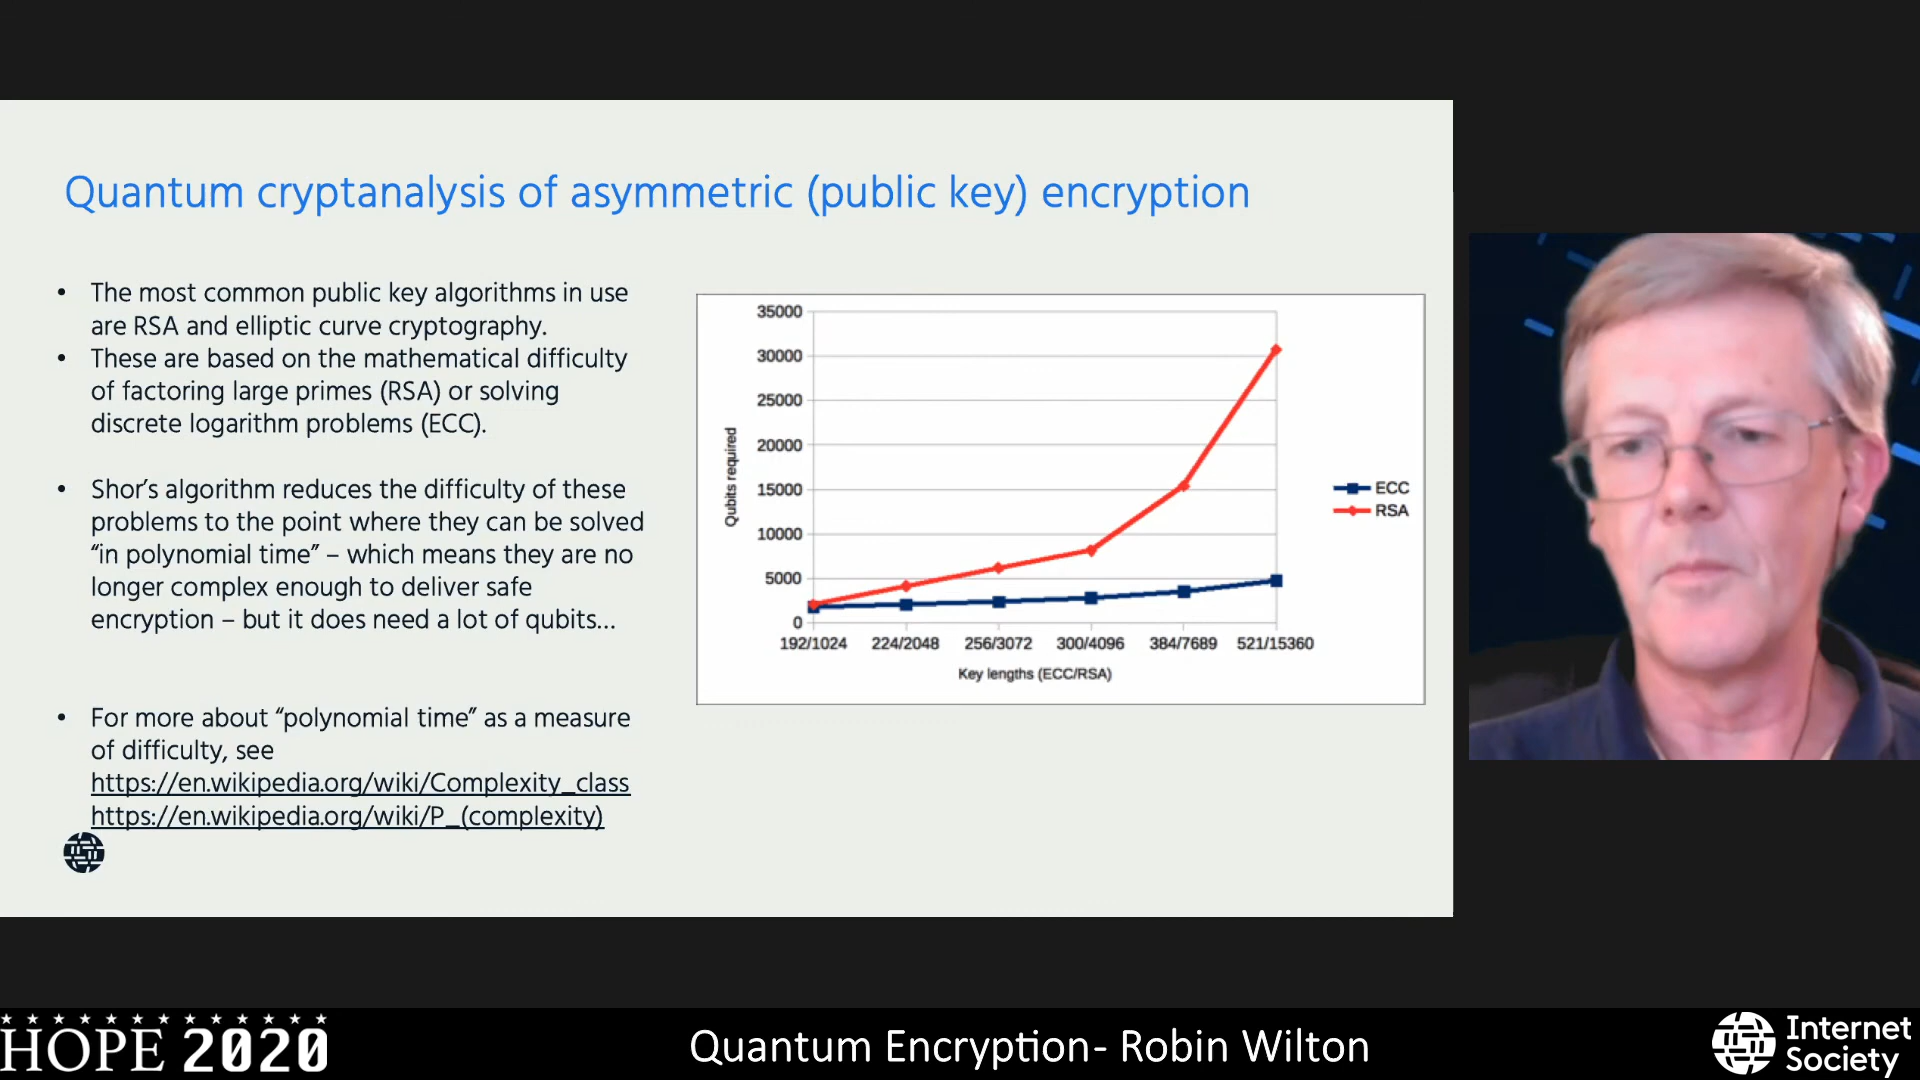 Quantum cryptanalysis of asymmetric (public key) encryption
• The most common public key algorithms in use
are RSA and elliptic curve cryptography.
• These are based on the mathematical difficulty
of factoring large primes (RSA) or solving
discrete logarithm problems (ECC).
• Shor's algorithm reduces the difficulty of these
problems to the point where they can be solved
“in polynomial time” – which means they are no
longer complex enough to deliver safe
encryption – but it does need a lot of qubits...
• For more about “polynomial time” as a measure
of difficulty, see
https://en.wikipedia.org/wiki/Complexity_class
https://en.wikipedia.org/wiki/P_(complexity)
Qubits required
35000
30000
25000
20000
15000
10000
5000
0
192/1024 224/2048 256/3072 300/4096 384/7689 521/15360
Key lengths (ECC/RSA)
ECC
RSA
HOPE 2020
Quantum Encryption- Robin Wilton
Internet
Society